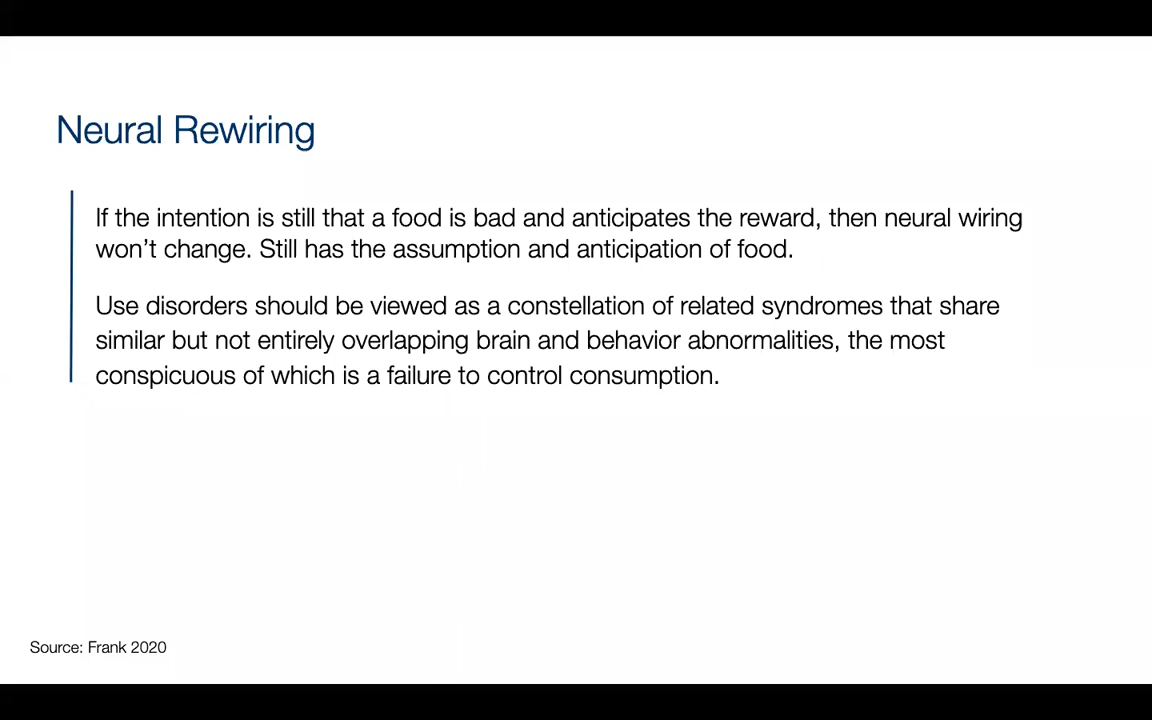 Neural Rewiring
If the intention is still that a food is bad and anticipates the reward, then neural wiring
won’t change. Still has the assumption and anticipation of food.
Use disorders should be viewed as a constellation of related syndromes that share
similar but not entirely overlapping brain and behavior abnormalities, the most
conspicuous of which is a failure to control consumption.
Source: Frank 2020